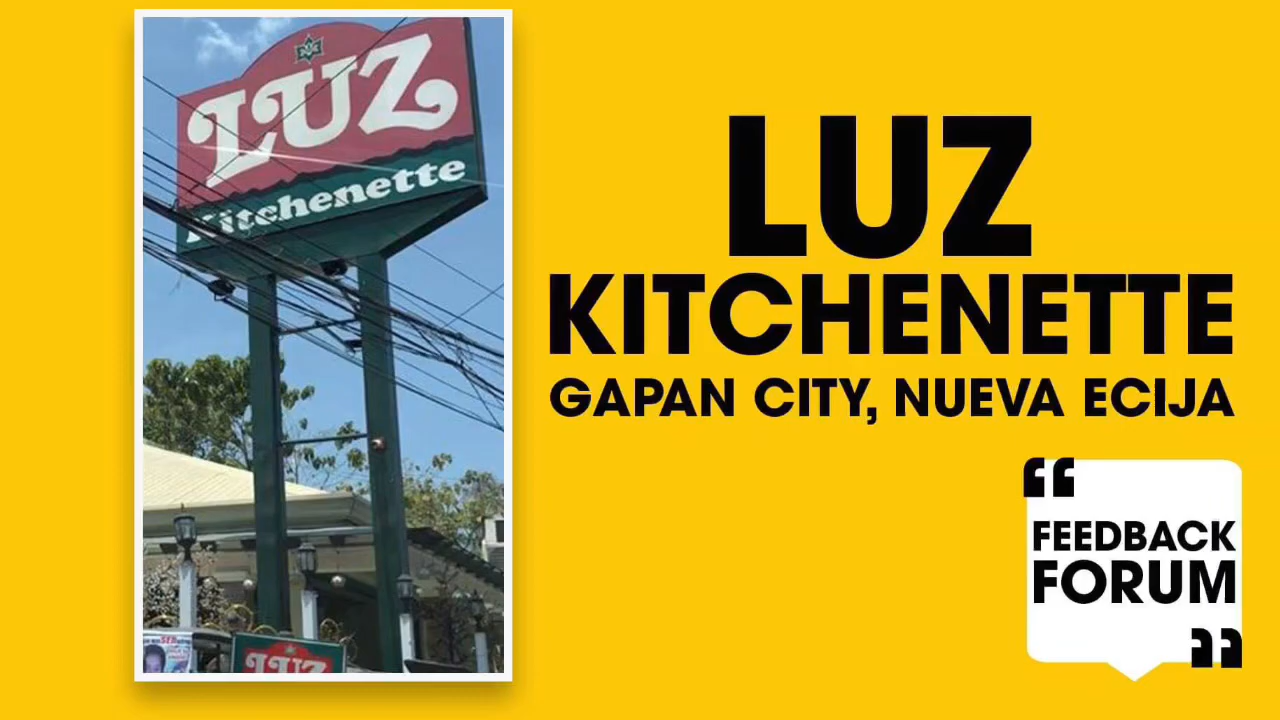 LUZ
Kitchenette
LUZ
LUZ
KITCHENETTE
GAPAN CITY, NUEVA ECIJA
“
FEEDBACK
FORUM
”